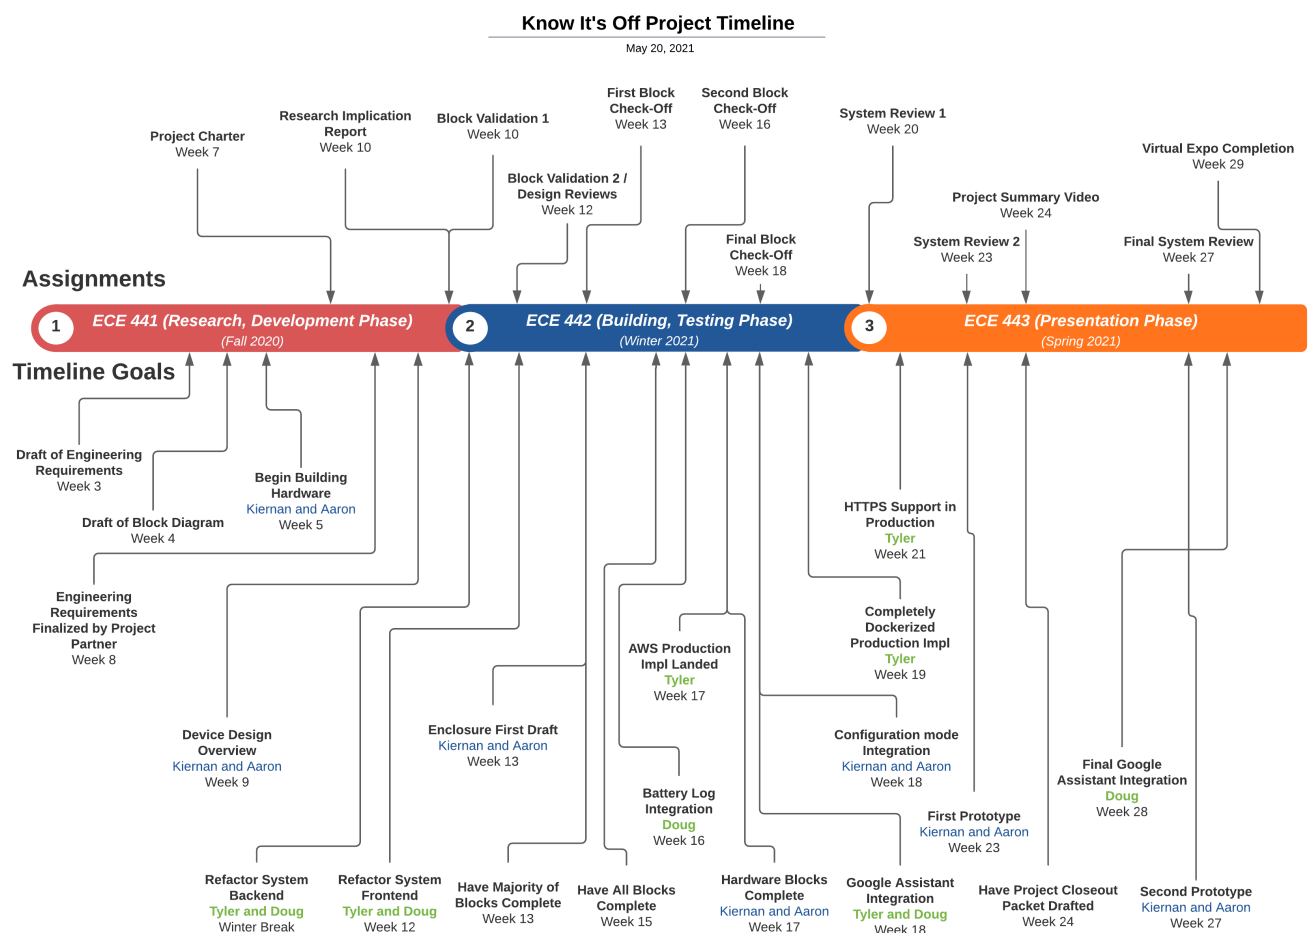 Know It's Off Project Timeline
May 20, 2021
Project Charter
Week 7
Research Implication
Report
Week 10
Block Validation 1
Week 10
Block Validation 2 /
Design Reviews
Week 12
First Block
Check-Off
Week 13
Second Block
Check-Off
Week 16
Final Block
Check-Off
Week 18
System Review 1
Week 20
System Review 2
Week 23
Project Summary Video
Week 24
Final System Review
Week 27
Virtual Expo Completion
Week 29
Assignments
1
ECE 441 (Research, Development Phase)
(Fall 2020)
2
ECE 442 (Building, Testing Phase)
(Winter 2021)
3
ECE 443 (Presentation Phase)
(Spring 2021)
Timeline Goals
Draft of Engineering
Requirements
Week 3
Draft of Block Diagram
Week 4
Begin Building
Hardware
Kiernan and Aaron
Week 5
Engineering
Requirements
Finalized by Project
Partner
Week 8
Device Design
Overview
Kiernan and Aaron
Week 9
Refactor System
Backend
Tyler and Doug
Winter Break
Refactor System
Frontend
Tyler and Doug
Week 12
Enclosure First Draft
Kiernan and Aaron
Week 13
Have Majority of
Blocks Complete
Week 13
Have All Blocks
Complete
Week 15
Battery Log
Integration
Doug
Week 16
AWS Production
Impl Landed
Tyler
Week 17
Hardware Blocks
Complete
Kiernan and Aaron
Week 17
Configuration mode
Integration
Kiernan and Aaron
Week 18
Google Assistant
Integration
Tyler and Doug
Week 18
Completely
Dockerized
Production Impl
Tyler
Week 19
HTTPS Support in
Production
Tyler
Week 21
First Prototype
Kiernan and Aaron
Week 23
Have Project Closeout
Packet Drafted
Week 24
Second Prototype
Kiernan and Aaron
Week 27
Final Google
Assistant Integration
Doug
Week 28